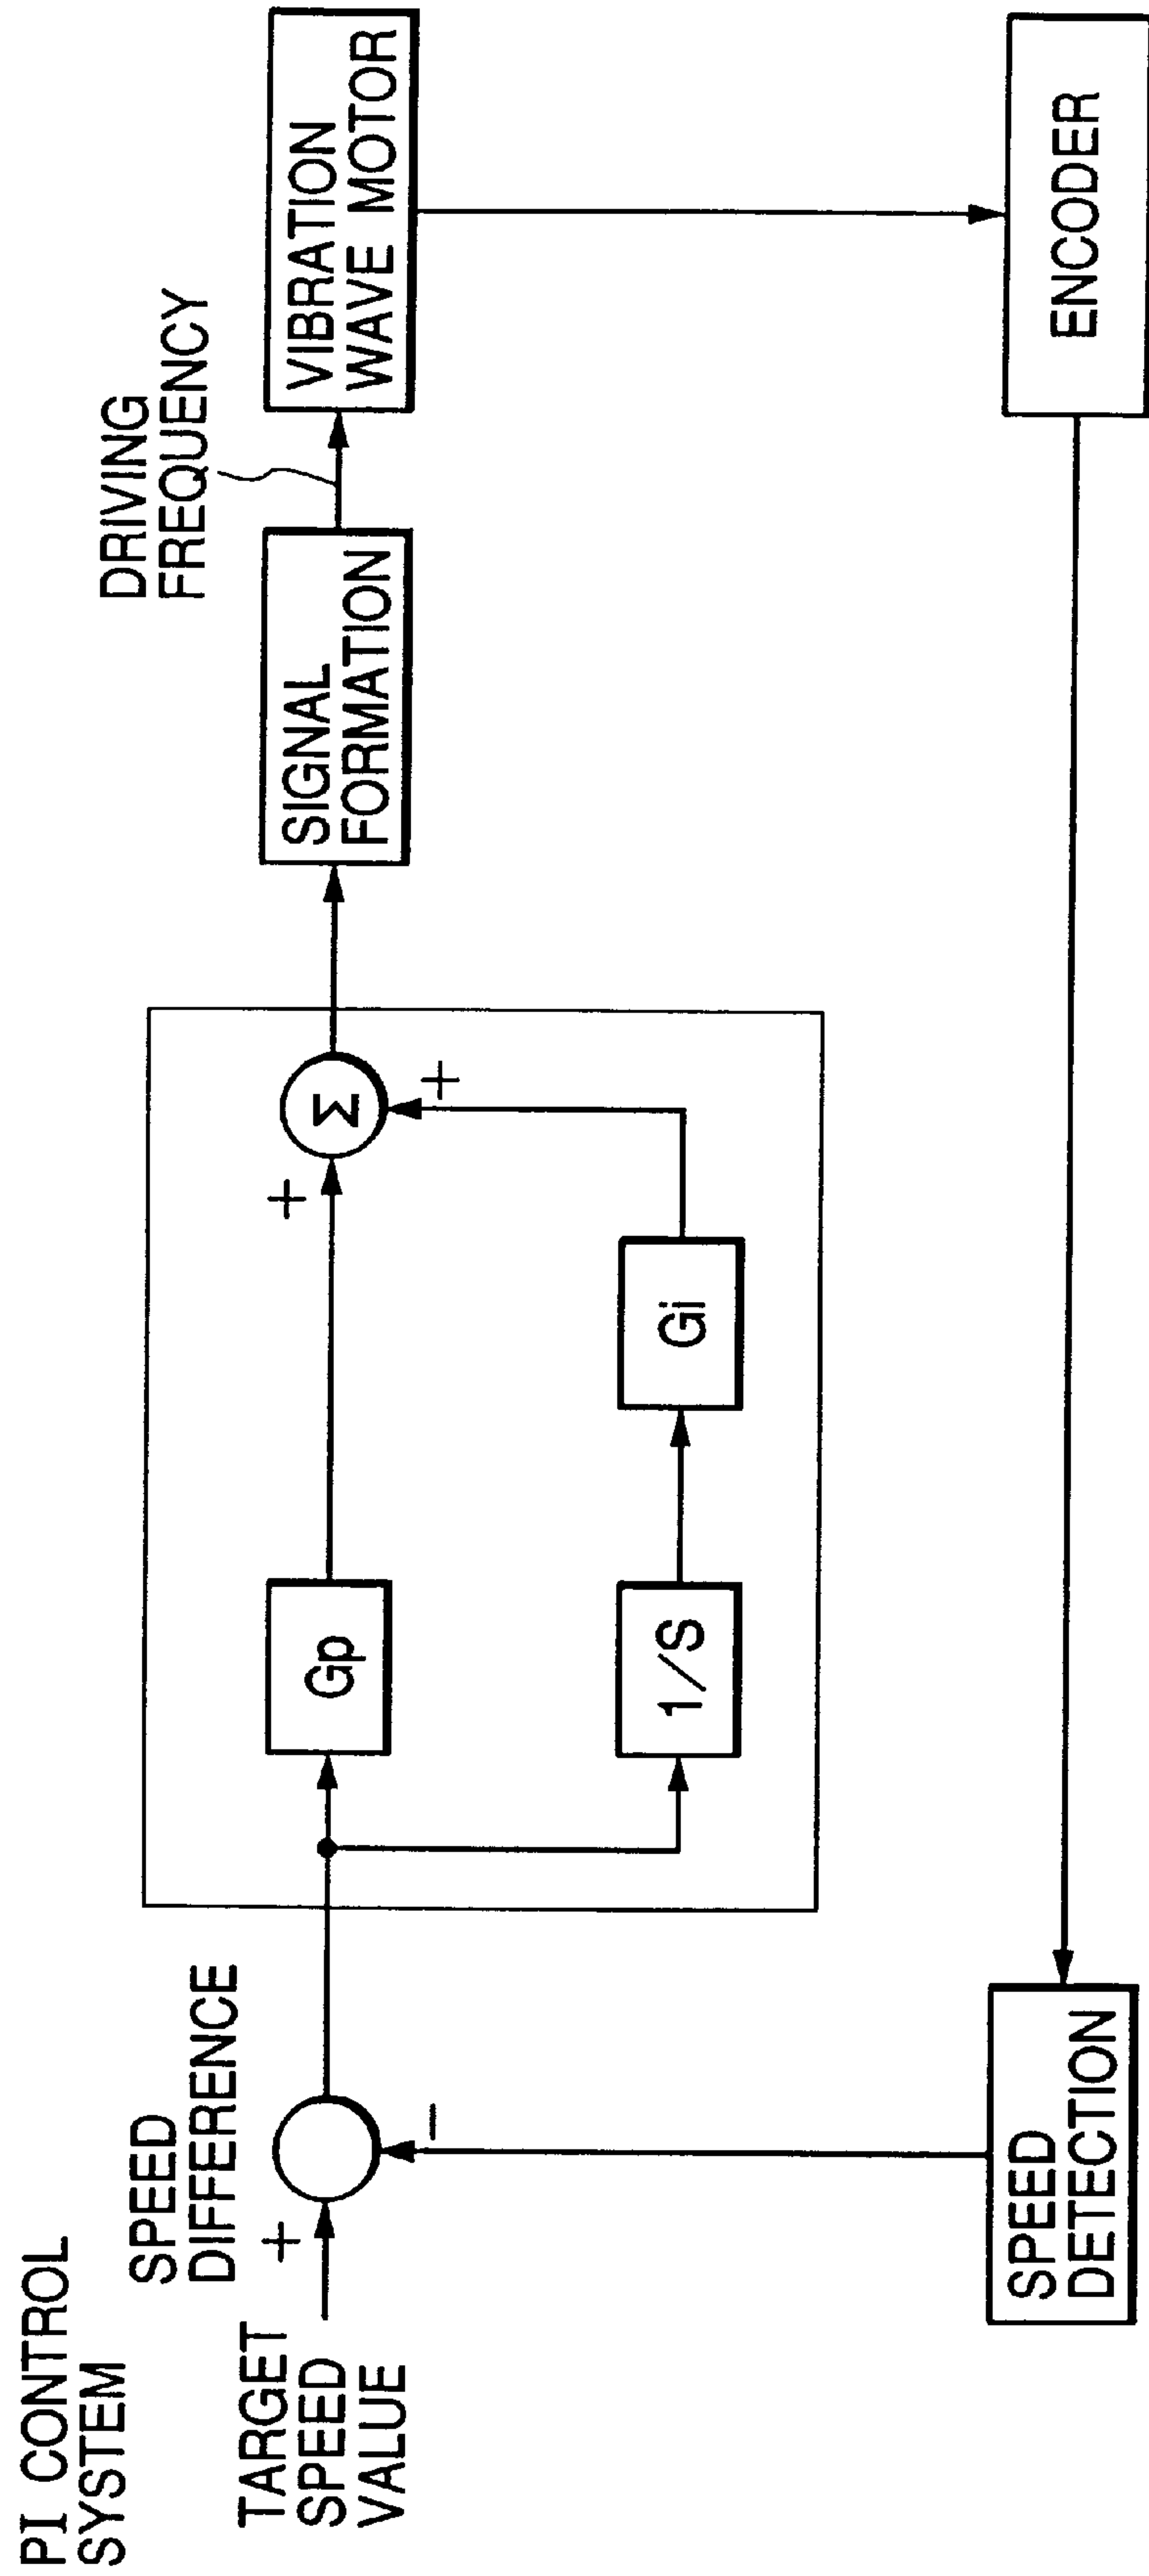 PI CONTROL
SYSTEM
TARGET
SPEED
VALUE
+
-
SPEED
DIFFERENCE
Gp
1/S
Gi
+
+
Σ
SIGNAL
FORMATION
DRIVING
FREQUENCY
VIBRATION
WAVE MOTOR
ENCODER
SPEED
DETECTION